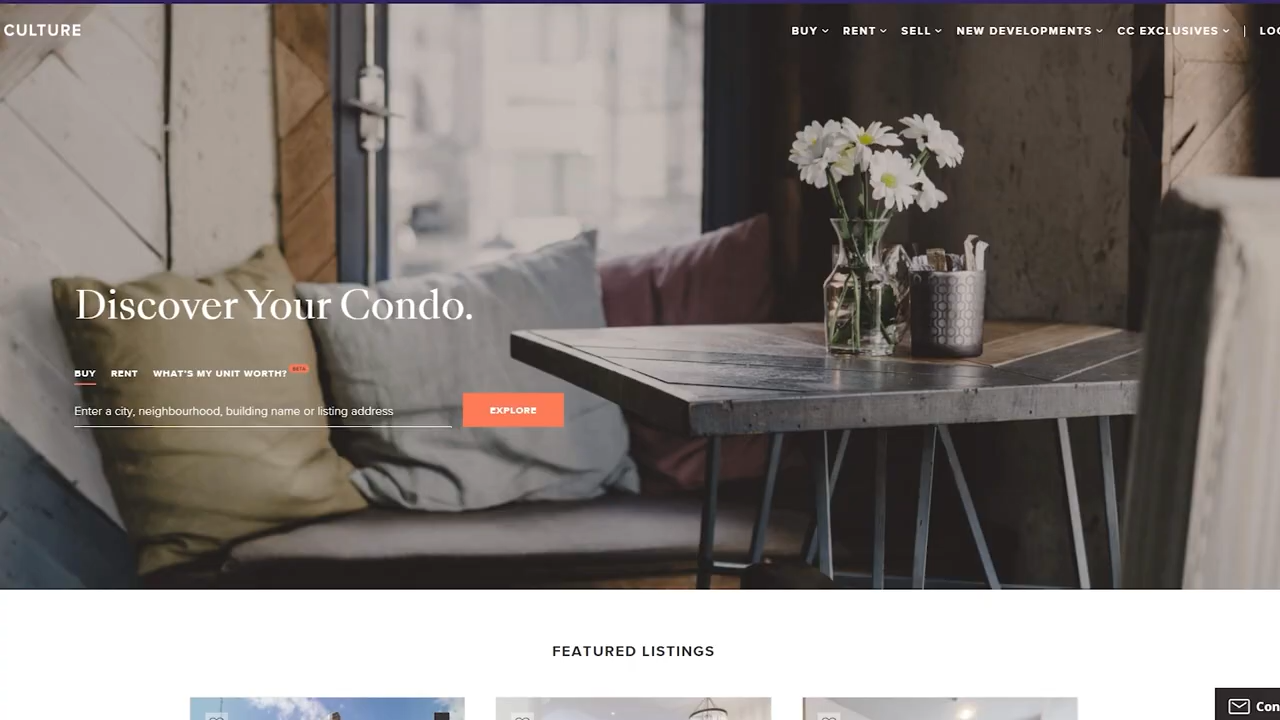 CULTURE
BUY RENT SELL NEW DEVELOPMENTS CC EXCLUSIVES
Discover Your Condo.
BUY RENT WHAT'S MY UNIT WORTH? BETA
Enter a city, neighbourhood, building name or listing address
EXPLORE
FEATURED LISTINGS